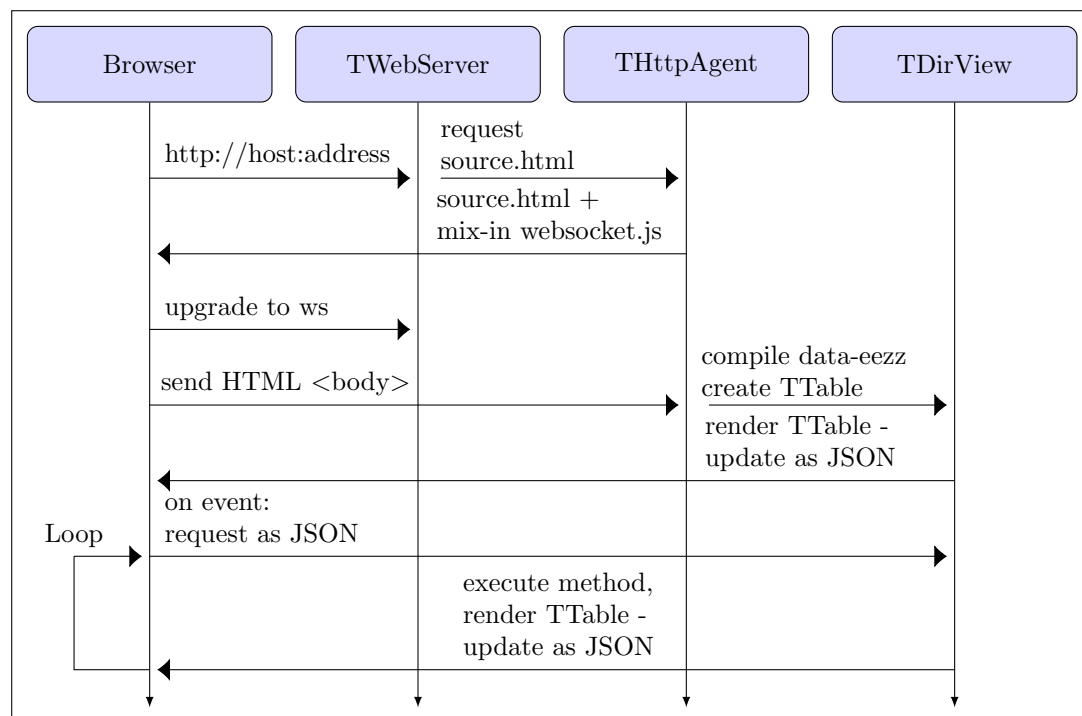 Browser
TWebServer
THttpAgent
TDirView
http://host:address
request
source.html
source.html +
mix-in websocket.js
upgrade to ws
send HTML <body>
compile data-eezz
create TTable
render TTable -
update as JSON
on event:
request as JSON
Loop
execute method,
render TTable -
update as JSON